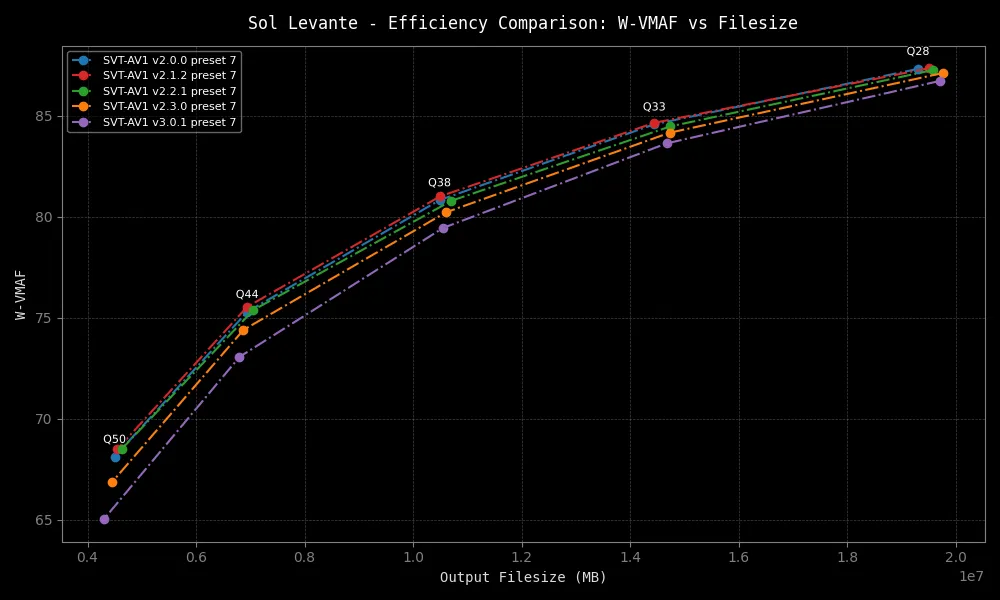 Sol Levante - Efficiency Comparison: W-VMAF vs Filesize
SVT-AV1 v2.0.0 preset 7
SVT-AV1 v2.1.2 preset 7
SVT-AV1 v2.2.1 preset 7
SVT-AV1 v2.3.0 preset 7
SVT-AV1 v3.0.1 preset 7
Q28
Q33
Q38
Q44
Q50
W-VMAF
85
80
75
70
65
0.4 0.6 0.8 1.0 1.2 1.4 1.6 1.8 2.0
1e7
Output Filesize (MB)